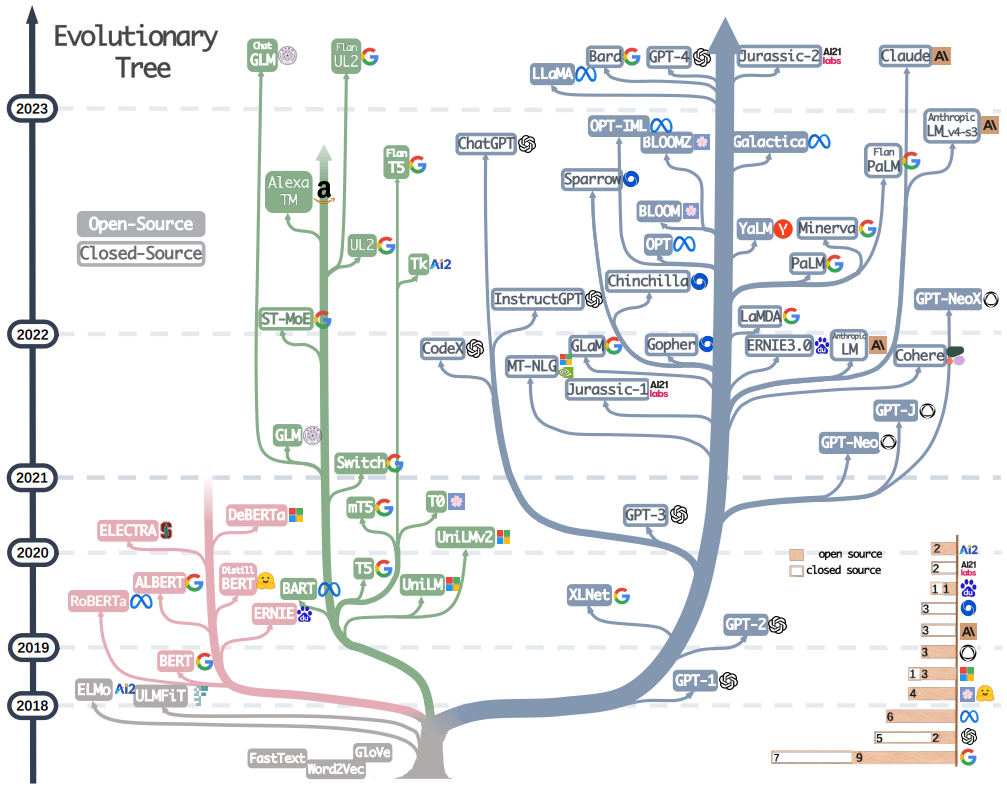 Evolutionary
Tree
2023
2022
2021
2020
2019
2018
Open-Source
Closed-Source
Chat
GLM
Flan
UL2
Bard
GPT-4
Jurassic-2
AI21
labs
Claude
A\
LLaMA
OPT-IML
BLOOMZ
Galactica
Anthropic
LM_v4-s3
A\
ChatGPT
Flan
T5
Flan
PaLM
Alexa
TM
a
Sparrow
BLOOM
YaLM
Y
Minerva
UL2
OPT
Tk
Ai2
PaLM
Chinchilla
InstructGPT
GPT-NeoX
ST-MoE
LaMDA
CodeX
GLaM
Gopher
ERNIE3.0
du
Anthropic
LM
A\
Cohere
MT-NLG
Jurassic-1
AI21
labs
GPT-J
GLM
GPT-Neo
Switch
mT5
T0
DeBERTa
GPT-3
ELECTRA
S
UniLMv2
T5
UniLM
ALBERT
Distill
BERT
BART
RoBERTa
ERNIE
du
XLNet
GPT-2
BERT
GPT-1
ELMo
Ai2
ULMFiT
FastText
GloVe
Word2Vec
open source
closed source
2
Ai2
2
AI21
labs
1 1
du
3
3
A\
3
1 3
4
6
5 2
7 9